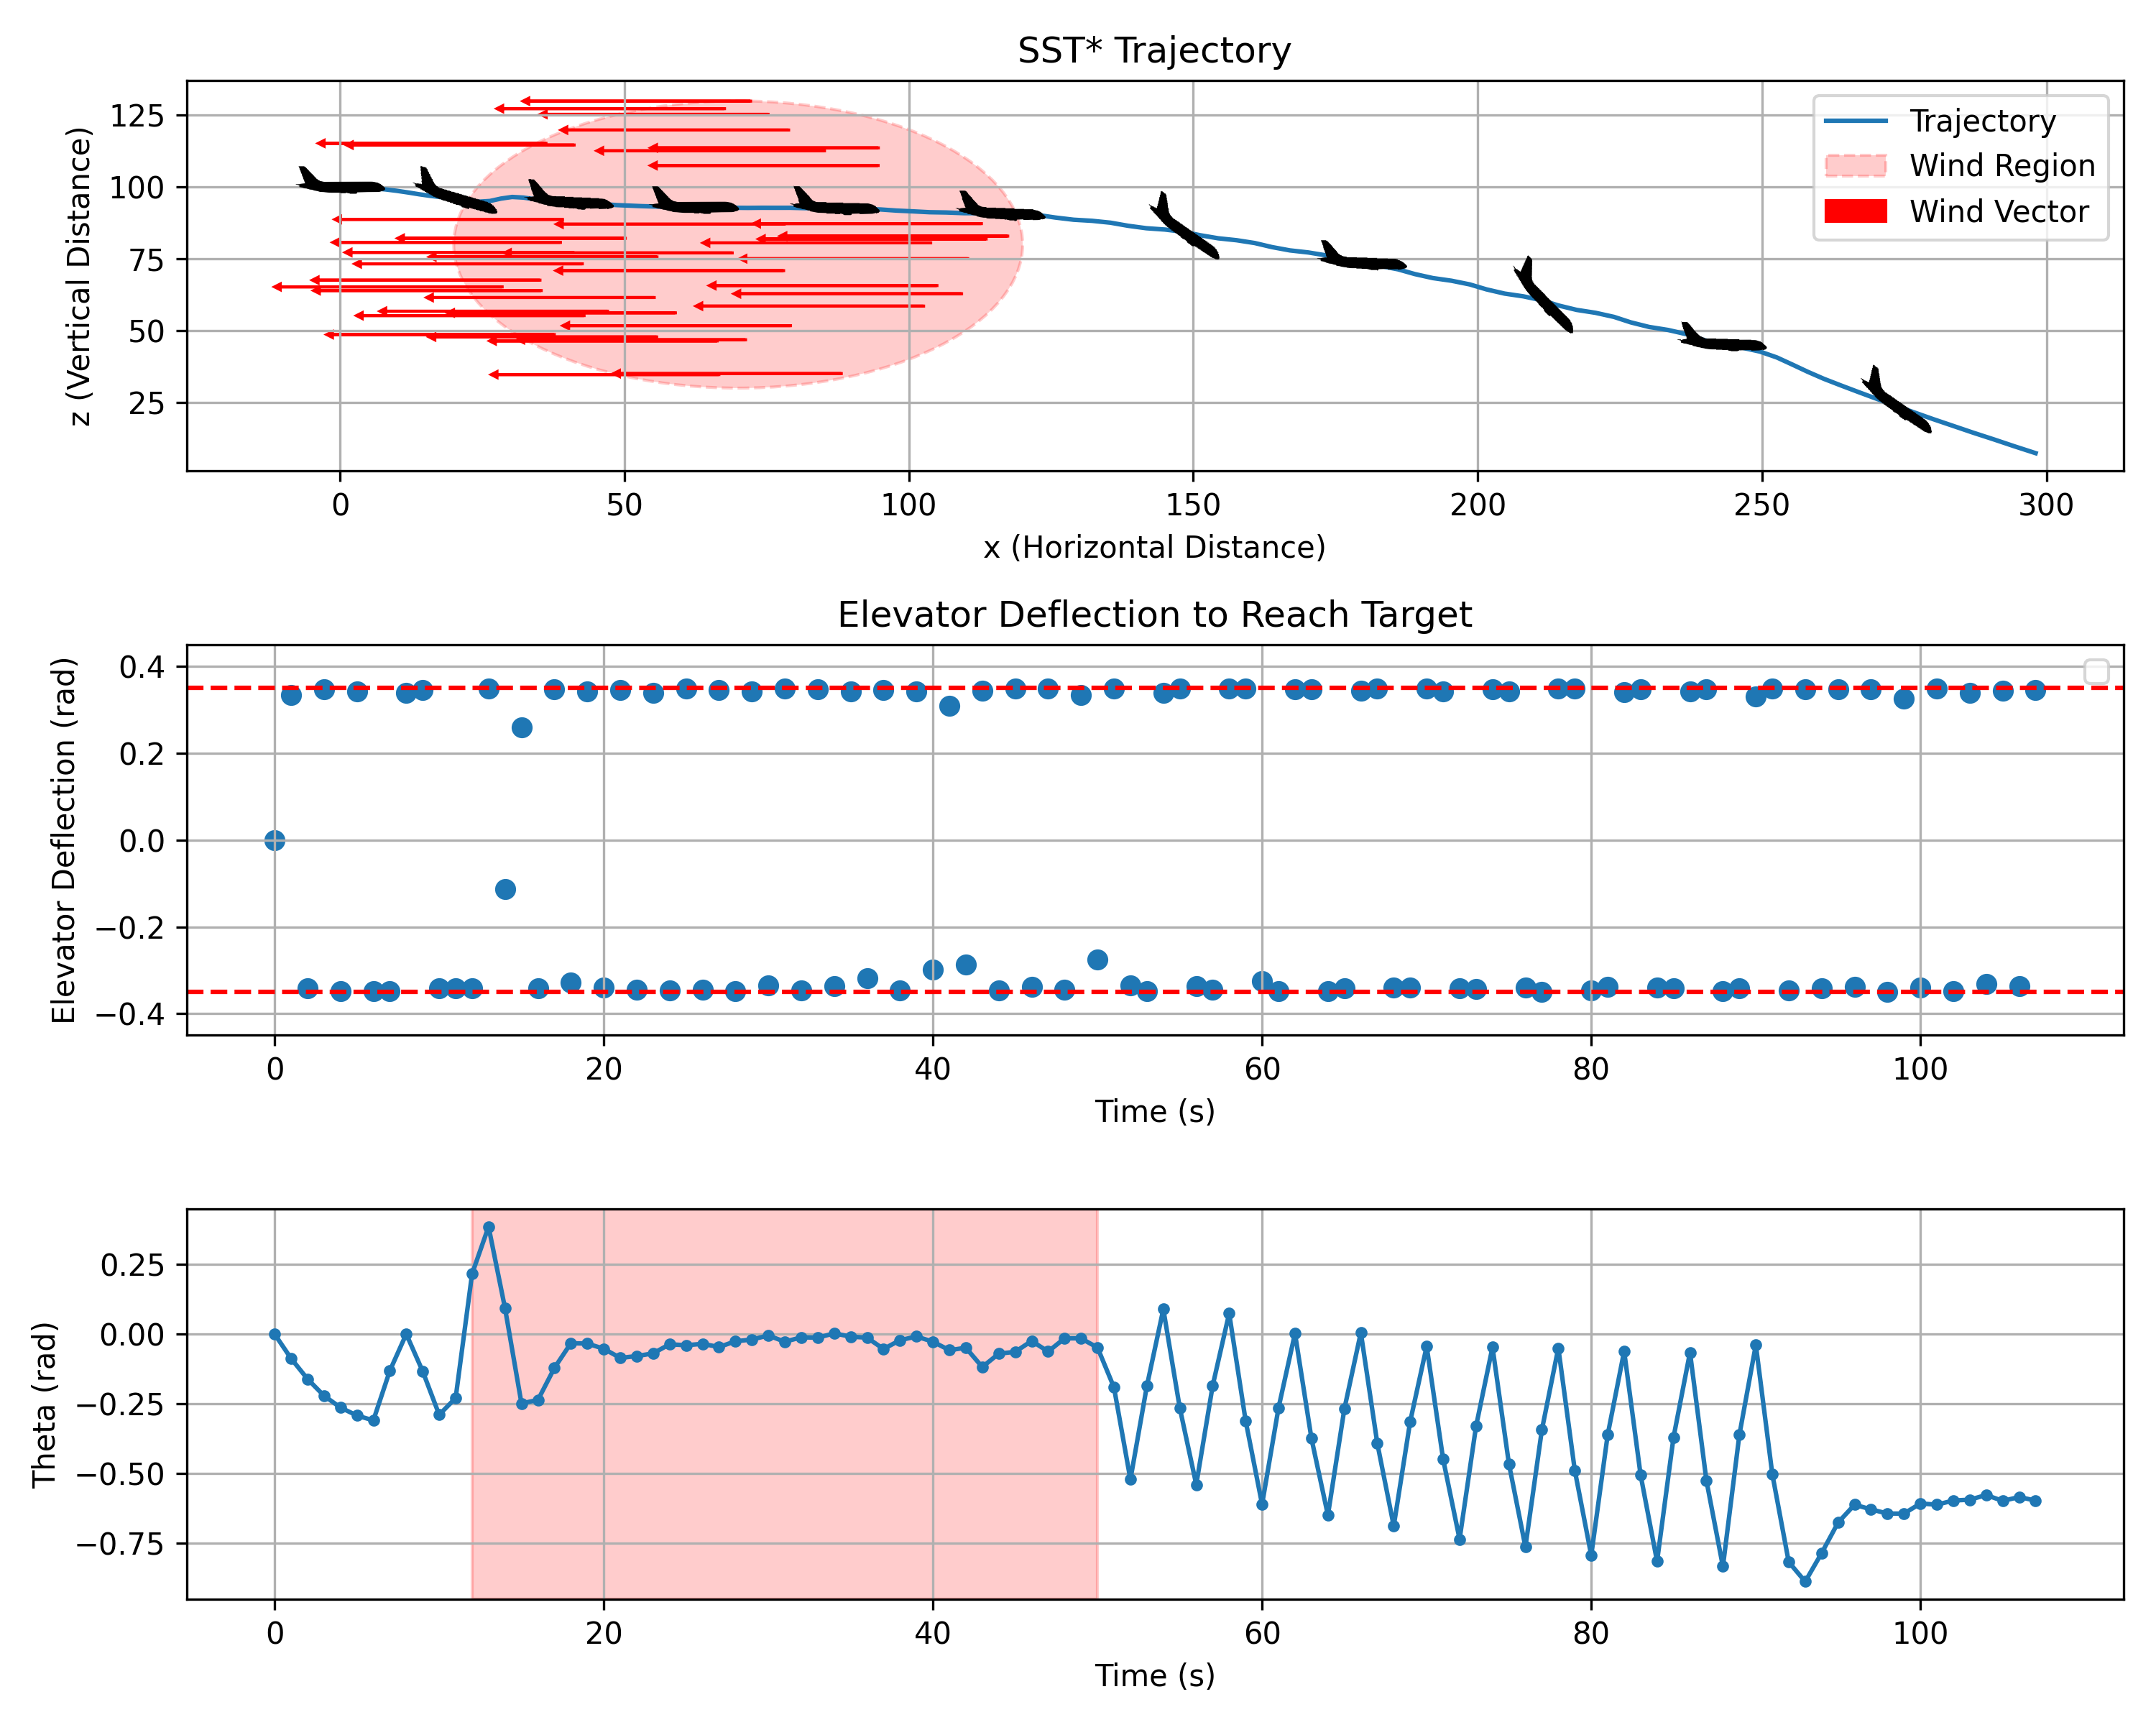 SST* Trajectory
125
100
75
50
25
z (Vertical Distance)
Trajectory
Wind Region
Wind Vector
0 50 100 150 200 250 300
x (Horizontal Distance)
Elevator Deflection to Reach Target
0.4
0.2
0.0
−0.2
−0.4
Elevator Deflection (rad)
0 20 40 60 80 100
Time (s)
0.25
0.00
−0.25
−0.50
−0.75
Theta (rad)
0 20 40 60 80 100
Time (s)